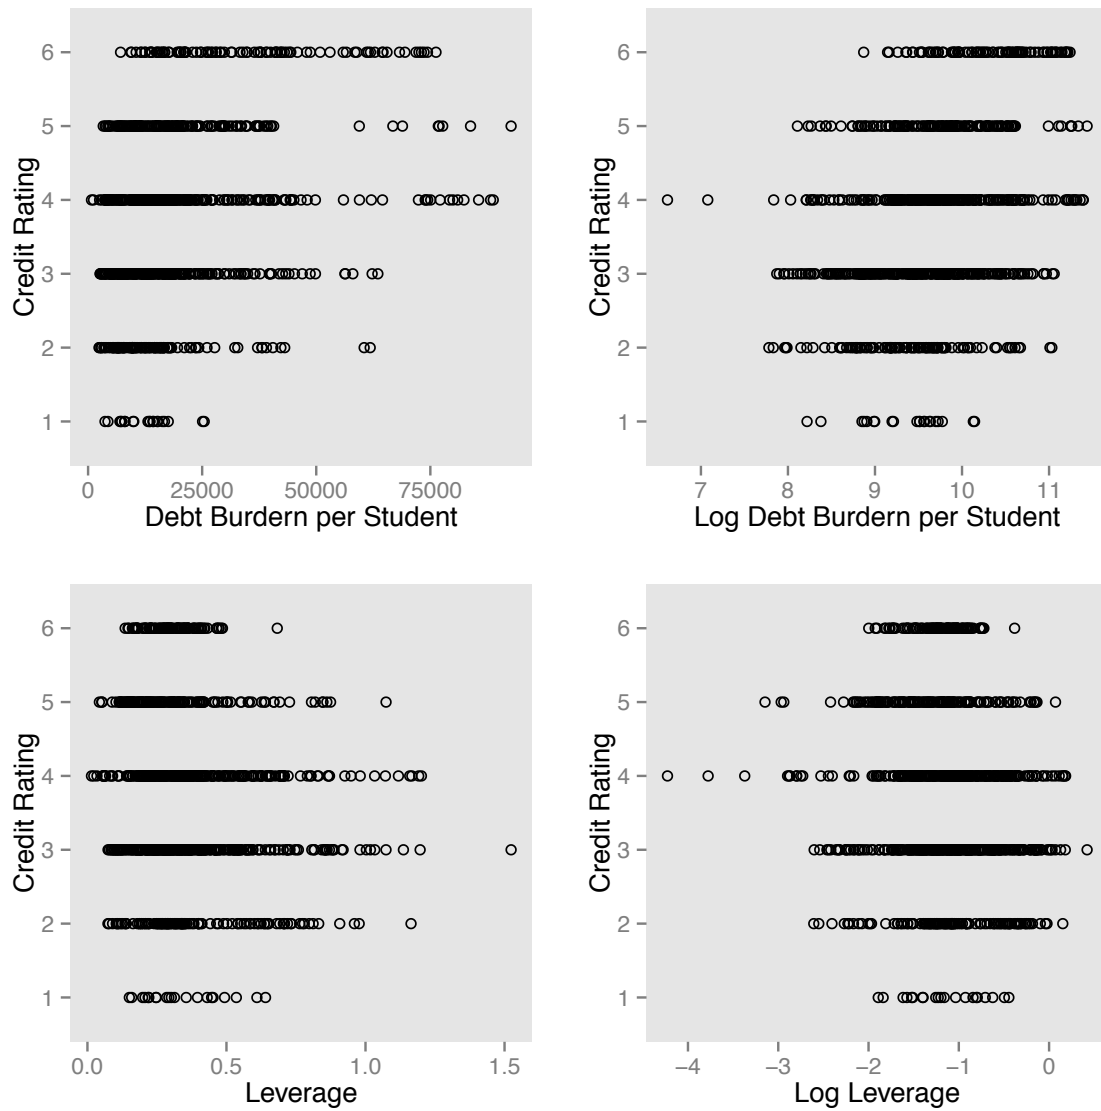 6
5
4
3
2
1
Credit Rating
0 25000 50000 75000
Debt Burdern per Student
6
5
4
3
2
1
Credit Rating
7 8 9 10 11
Log Debt Burdern per Student
6
5
4
3
2
1
Credit Rating
0.0 0.5 1.0 1.5
Leverage
6
5
4
3
2
1
Credit Rating
−4 −3 −2 −1 0
Log Leverage